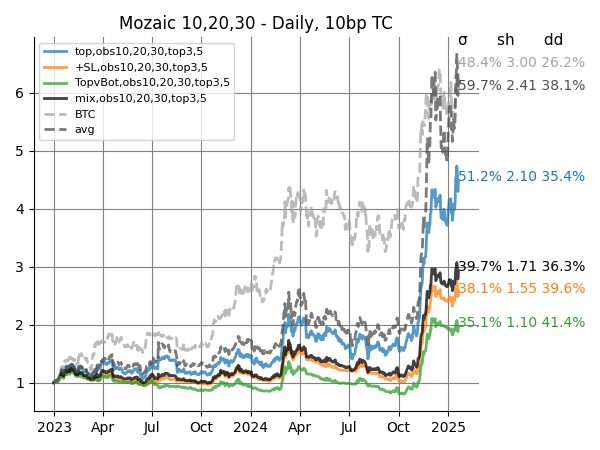 Mozaic 10,20,30 - Daily, 10bp TC
σ sh dd
top,obs10,20,30,top3,5
+SL,obs10,20,30,top3,5
TopvBot,obs10,20,30,top3,5
mix,obs10,20,30,top3,5
BTC
avg
48.4% 3.00 26.2%
59.7% 2.41 38.1%
51.2% 2.10 35.4%
39.7% 1.71 36.3%
38.1% 1.55 39.6%
35.1% 1.10 41.4%
6
5
4
3
2
1
2023 Apr Jul Oct 2024 Apr Jul Oct 2025